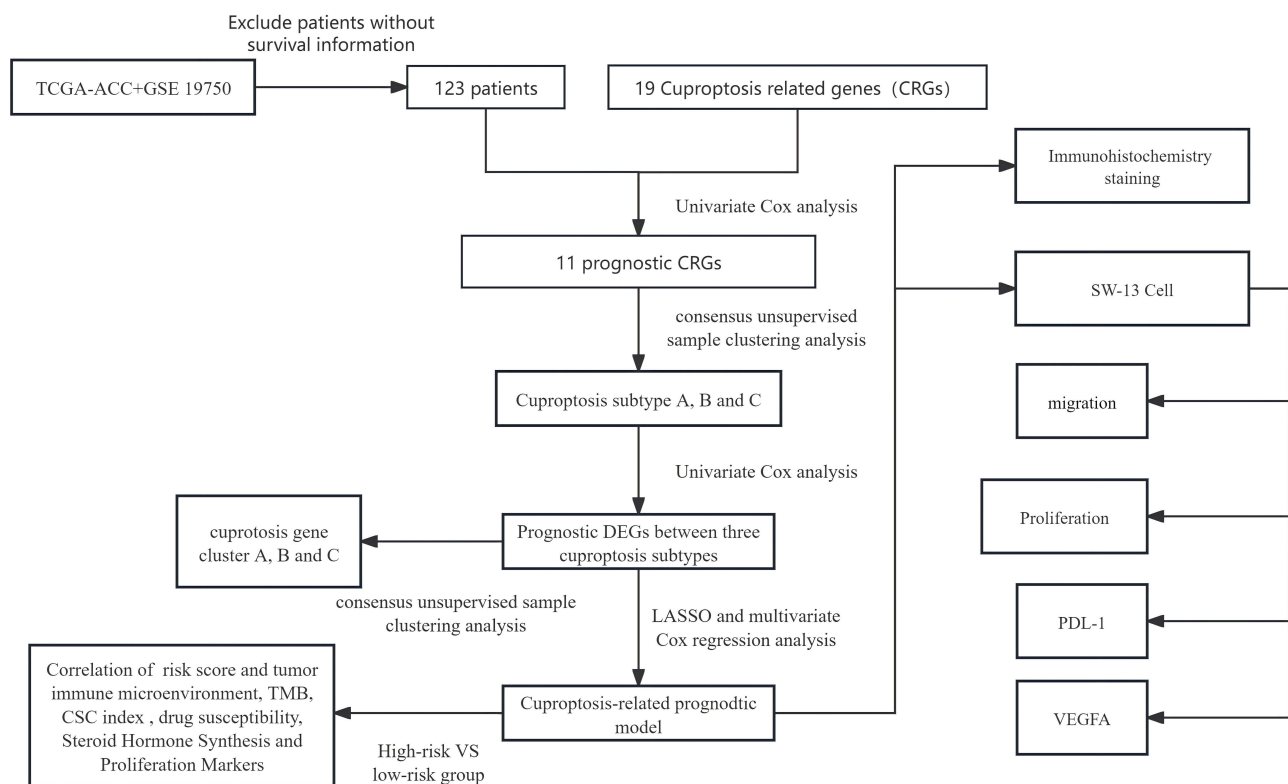 Exclude patients without
survival information
TCGA-ACC+GSE 19750
123 patients
19 Cuproptosis related genes（CRGs）
Univariate Cox analysis
11 prognostic CRGs
consensus unsupervised
sample clustering analysis
Cuproptosis subtype A, B and C
Univariate Cox analysis
Prognostic DEGs between three
cuproptosis subtypes
cuprotosis gene
cluster A, B and C
consensus unsupervised sample
clustering analysis
LASSO and multivariate
Cox regression analysis
Cuproptosis-related prognodtic
model
High-risk VS
low-risk group
Correlation of risk score and tumor
immune microenvironment, TMB,
CSC index , drug susceptibility,
Steroid Hormone Synthesis and
Proliferation Markers
Immunohistochemistry
staining
SW-13 Cell
migration
Proliferation
PDL-1
VEGFA